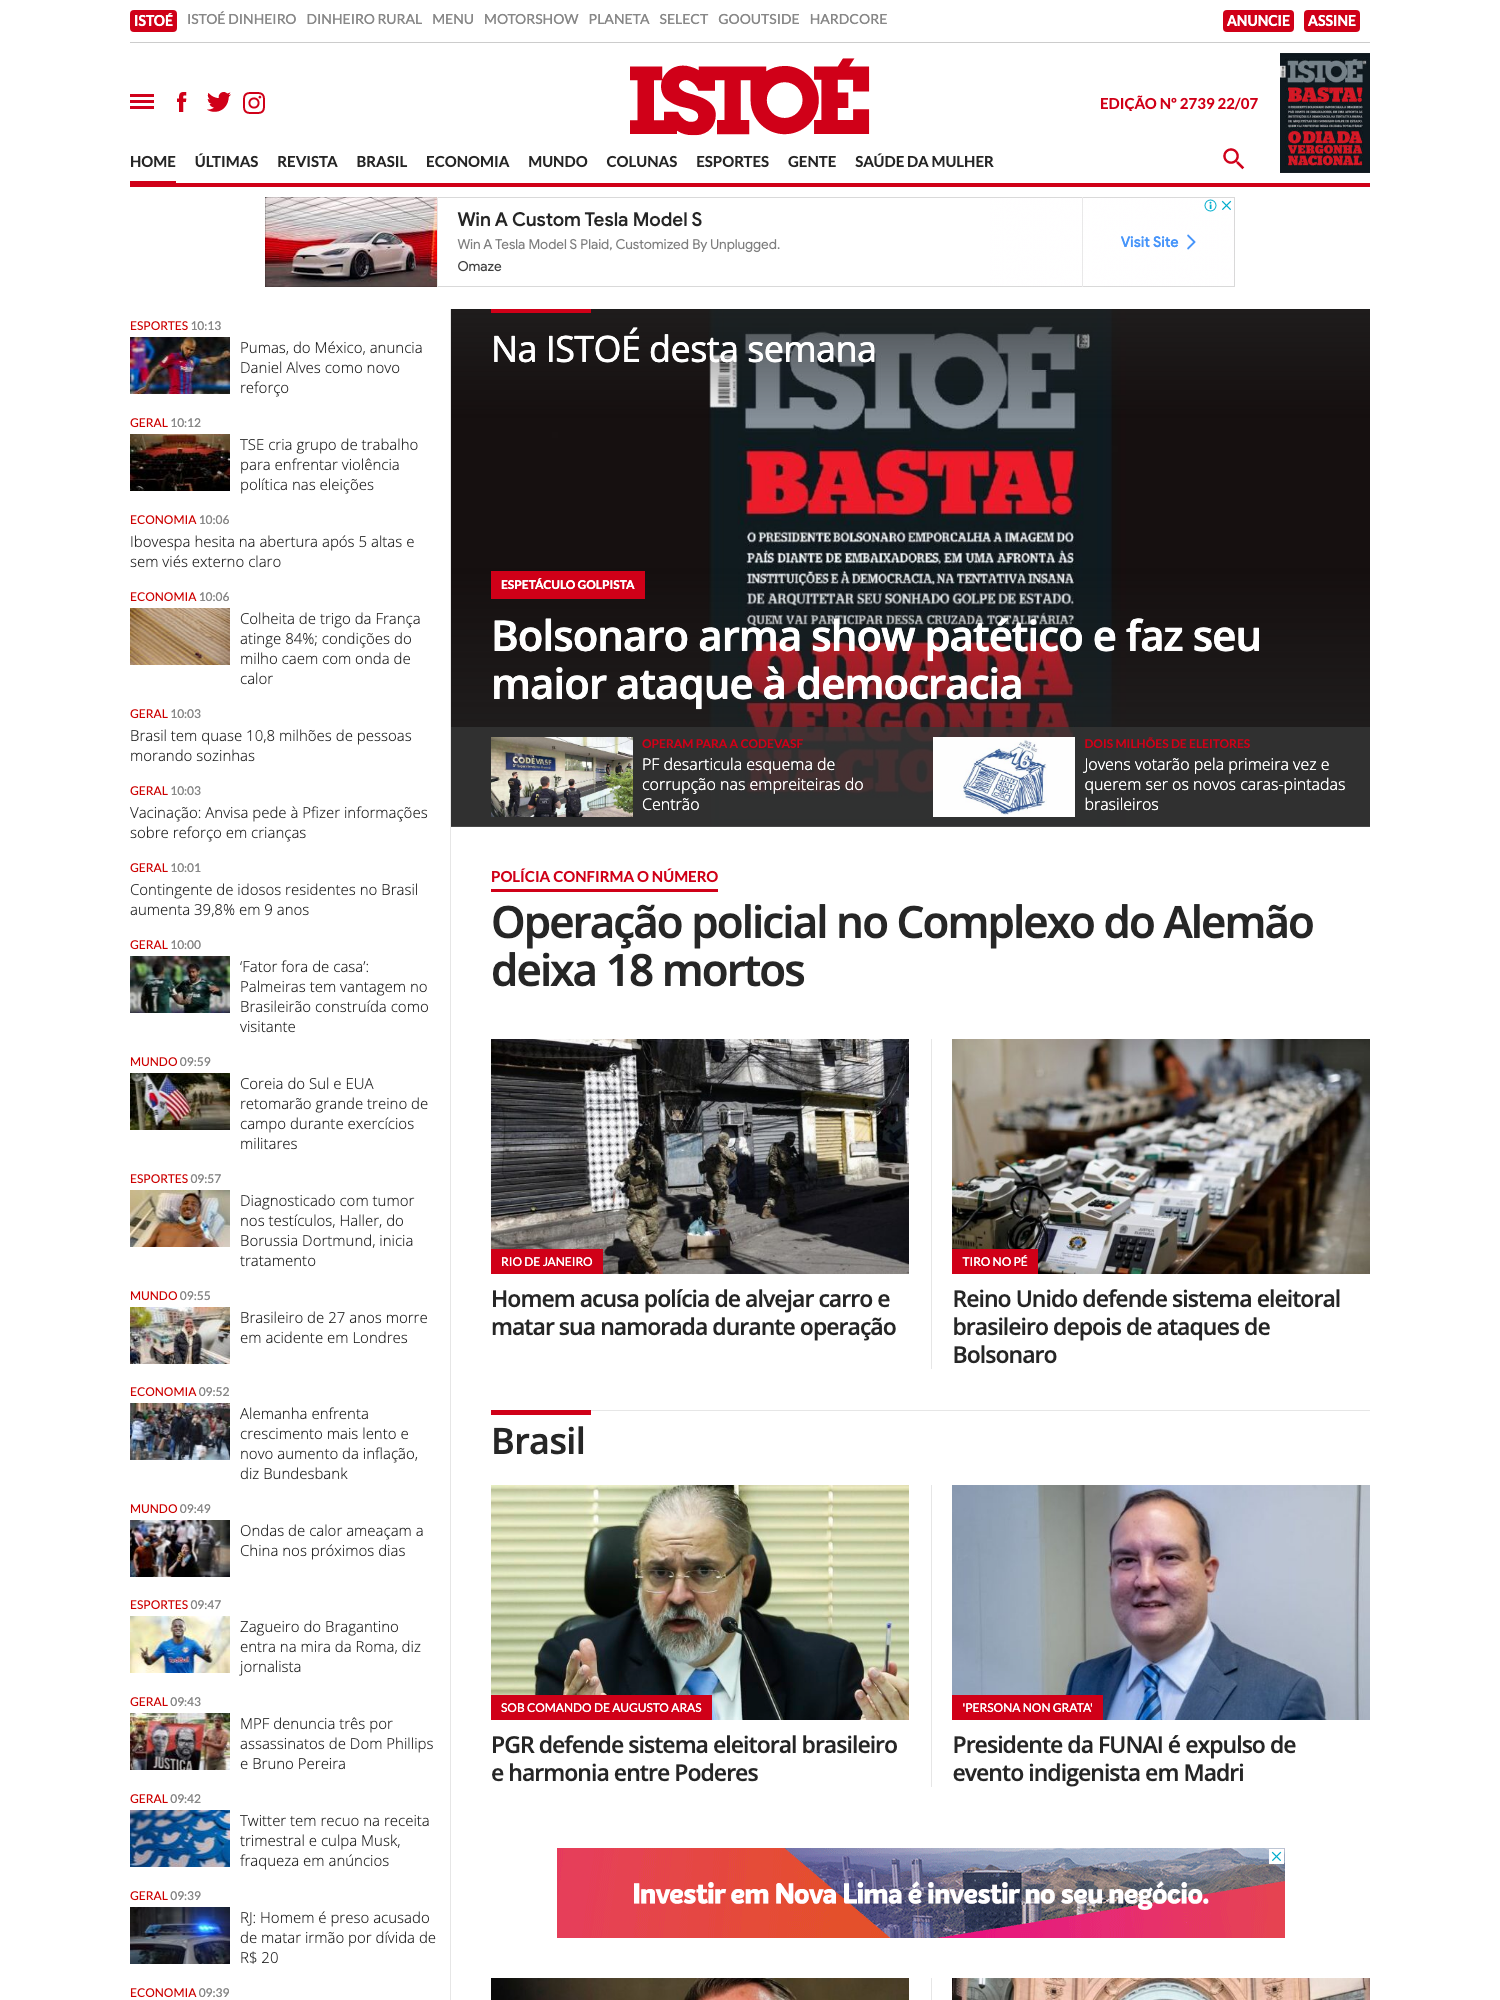 ISTOÉ ISTOÉ DINHEIRO DINHEIRO RURAL MENU MOTORSHOW PLANETA SELECT GOOUTSIDE HARDCORE ANUNCIE ASSINE
ISTOÉ
EDIÇÃO Nº 2739 22/07
ISTOÉ
BASTA!
O DIA DA
VERGONHA
NACIONAL
HOME ÚLTIMAS REVISTA BRASIL ECONOMIA MUNDO COLUNAS ESPORTES GENTE SAÚDE DA MULHER
Win A Custom Tesla Model S
Win A Tesla Model S Plaid, Customized By Unplugged.
Omaze
Visit Site
ESPORTES 10:13
Pumas, do México, anuncia
Daniel Alves como novo
reforço
GERAL 10:12
TSE cria grupo de trabalho
para enfrentar violência
política nas eleições
ECONOMIA 10:06
Ibovespa hesita na abertura após 5 altas e
sem viés externo claro
ECONOMIA 10:06
Colheita de trigo da França
atinge 84%; condições do
milho caem com onda de
calor
GERAL 10:03
Brasil tem quase 10,8 milhões de pessoas
morando sozinhas
GERAL 10:03
Vacinação: Anvisa pede à Pfizer informações
sobre reforço em crianças
GERAL 10:01
Contingente de idosos residentes no Brasil
aumenta 39,8% em 9 anos
GERAL 10:00
‘Fator fora de casa’:
Palmeiras tem vantagem no
Brasileirão construída como
visitante
MUNDO 09:59
Coreia do Sul e EUA
retomarão grande treino de
campo durante exercícios
militares
ESPORTES 09:57
Diagnosticado com tumor
nos testículos, Haller, do
Borussia Dortmund, inicia
tratamento
MUNDO 09:55
Brasileiro de 27 anos morre
em acidente em Londres
ECONOMIA 09:52
Alemanha enfrenta
crescimento mais lento e
novo aumento da inflação,
diz Bundesbank
MUNDO 09:49
Ondas de calor ameaçam a
China nos próximos dias
ESPORTES 09:47
Zagueiro do Bragantino
entra na mira da Roma, diz
jornalista
GERAL 09:43
JUSTIÇA
MPF denuncia três por
assassinatos de Dom Phillips
e Bruno Pereira
GERAL 09:42
Twitter tem recuo na receita
trimestral e culpa Musk,
fraqueza em anúncios
GERAL 09:39
RJ: Homem é preso acusado
de matar irmão por dívida de
R$ 20
ECONOMIA 09:39
Na ISTOÉ desta semana
ISTOÉ
BASTA!
O PRESIDENTE BOLSONARO EMPORCALHA A IMAGEM DO
PAÍS DIANTE DE EMBAIXADORES, EM UMA AFRONTA ÀS
INSTITUIÇÕES E À DEMOCRACIA, NA TENTATIVA INSANA
DE ARQUITETAR SEU SONHADO GOLPE DE ESTADO.
QUEM VAI PARTICIPAR DESSA CRUZADA TOTALITÁRIA?
O DIA DA
VERGONHA
NACIONAL
ESPETÁCULO GOLPISTA
Bolsonaro arma show patético e faz seu
maior ataque à democracia
CODEVASF
OPERAM PARA A CODEVASF
PF desarticula esquema de
corrupção nas empreiteiras do
Centrão
16
DOIS MILHÕES DE ELEITORES
Jovens votarão pela primeira vez e
querem ser os novos caras-pintadas
brasileiros
POLÍCIA CONFIRMA O NÚMERO
Operação policial no Complexo do Alemão
deixa 18 mortos
RIO DE JANEIRO
Homem acusa polícia de alvejar carro e
matar sua namorada durante operação
TIRO NO PÉ
Reino Unido defende sistema eleitoral
brasileiro depois de ataques de
Bolsonaro
Brasil
SOB COMANDO DE AUGUSTO ARAS
PGR defende sistema eleitoral brasileiro
e harmonia entre Poderes
'PERSONA NON GRATA'
Presidente da FUNAI é expulso de
evento indigenista em Madri
Investir em Nova Lima é investir no seu negócio.